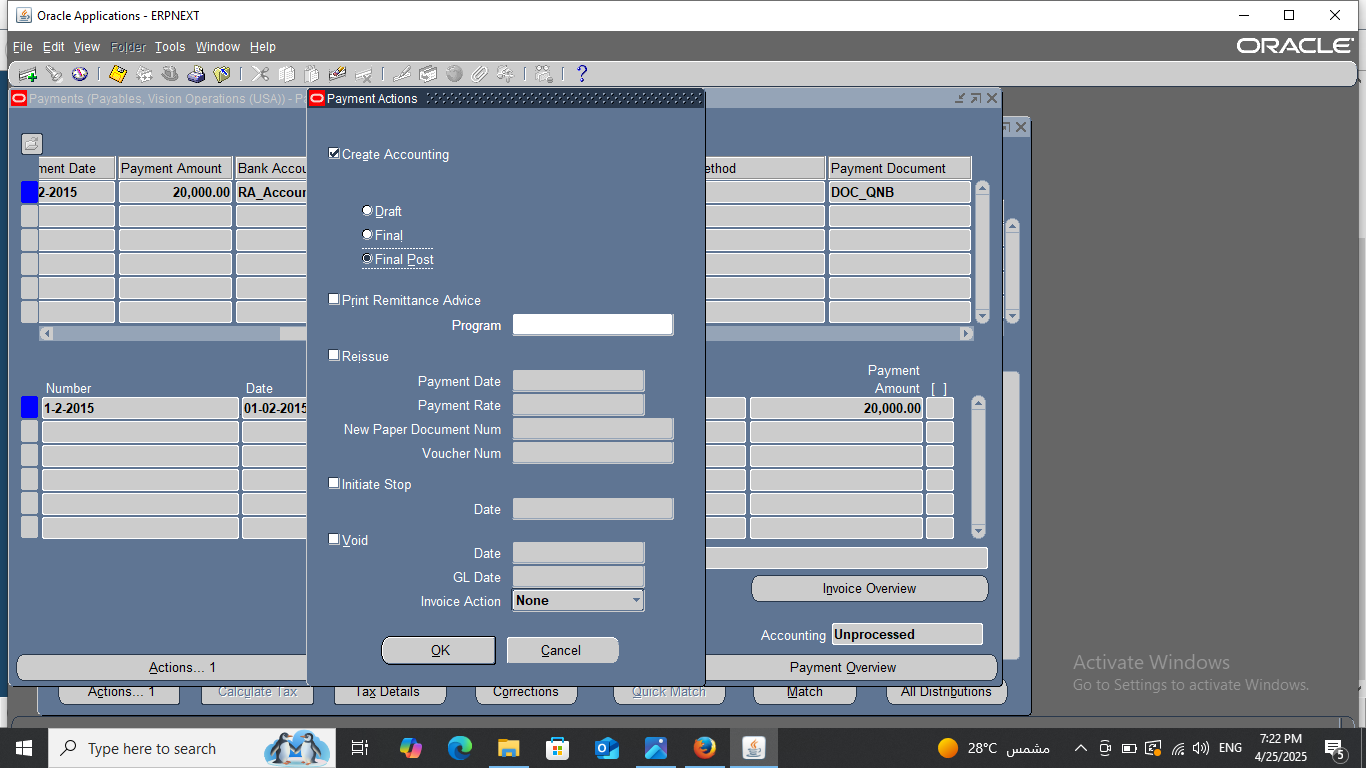 Oracle Applications - ERPNEXT
File Edit View Folder Tools Window Help
ORACLE
Payments (Payables, Vision Operations (USA)) - Pa
Payment Actions
ment Date Payment Amount Bank Accou ethod Payment Document
2-2015 20,000.00 RA_Accour DOC_QNB
Create Accounting
Draft
Final
Final Post
Print Remittance Advice
Program
Reissue
Payment Date
Payment Rate
New Paper Document Num
Voucher Num
Initiate Stop
Date
Void
Date
GL Date
Invoice Action None
OK Cancel
Number Date
Payment
Amount [ ]
1-2-2015 01-02-2015 20,000.00
Invoice Overview
Accounting Unprocessed
Actions... 1 Payment Overview
Actions... 1 Calculate Tax Tax Details Corrections Quick Match Match All Distributions
Activate Windows
Go to Settings to activate Windows.
Type here to search
28°C مشمس
ENG
7:22 PM
4/25/2025
5